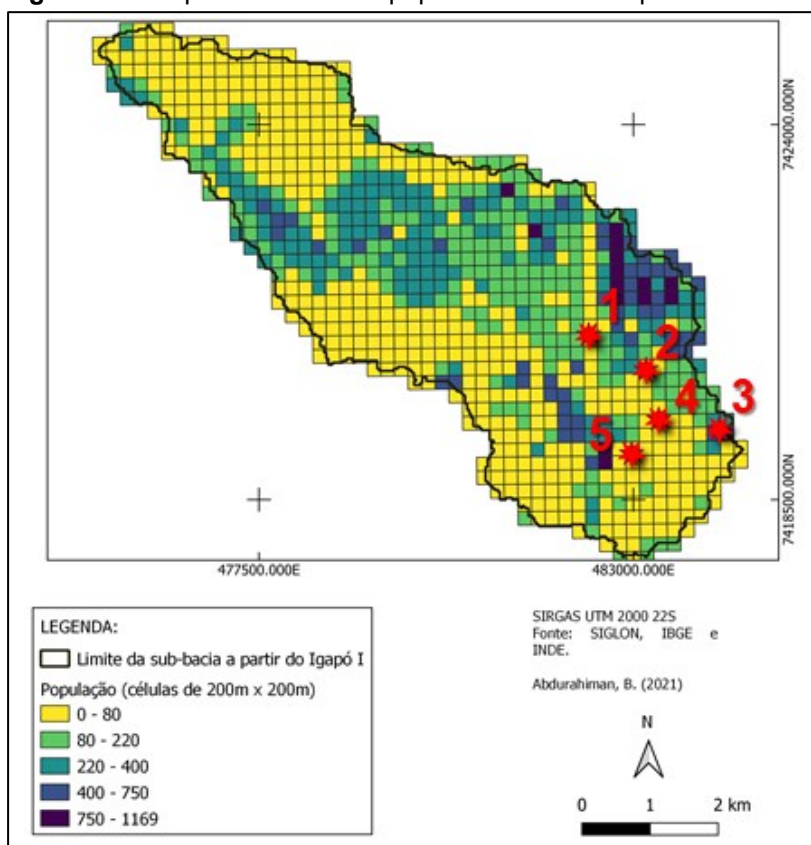 1
2
4
3
5
7424000.000N
7418500.000N
477500.000E
483000.000E
LEGENDA:
Limite da sub-bacia a partir do Igapó I
População (células de 200m x 200m)
0 - 80
80 - 220
220 - 400
400 - 750
750 - 1169
SIRGAS UTM 2000 22S
Fonte: SIGLON, IBGE e
INDE.
Abdurahiman, B. (2021)
N
0 1 2 km